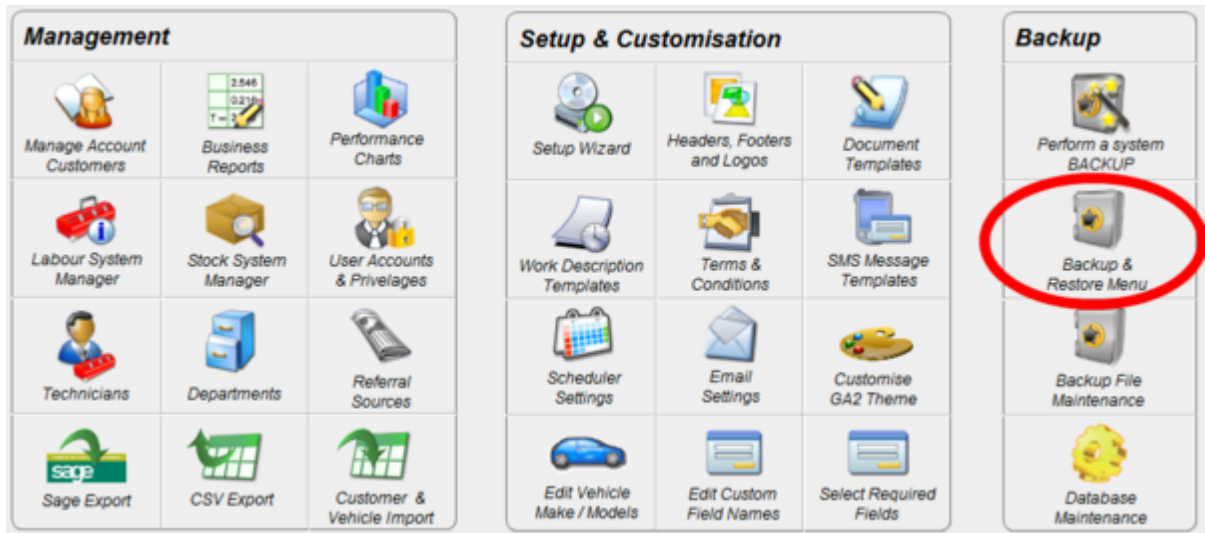 Management
Manage Account
Customers
2.546
Business
Reports
Performance
Charts
Labour System
Manager
Stock System
Manager
User Accounts
& Privelages
Technicians
Departments
Referral
Sources
sage
Sage Export
CSV Export
Customer &
Vehicle Import
Setup & Customisation
Setup Wizard
Headers, Footers
and Logos
Document
Templates
Work Description
Templates
Terms &
Conditions
SMS Message
Templates
Scheduler
Settings
Email
Settings
Customise
GA2 Theme
Edit Vehicle
Make / Models
Edit Custom
Field Names
Select Required
Fields
Backup
Perform a system
BACKUP
Backup &
Restore Menu
Backup File
Maintenance
Database
Maintenance